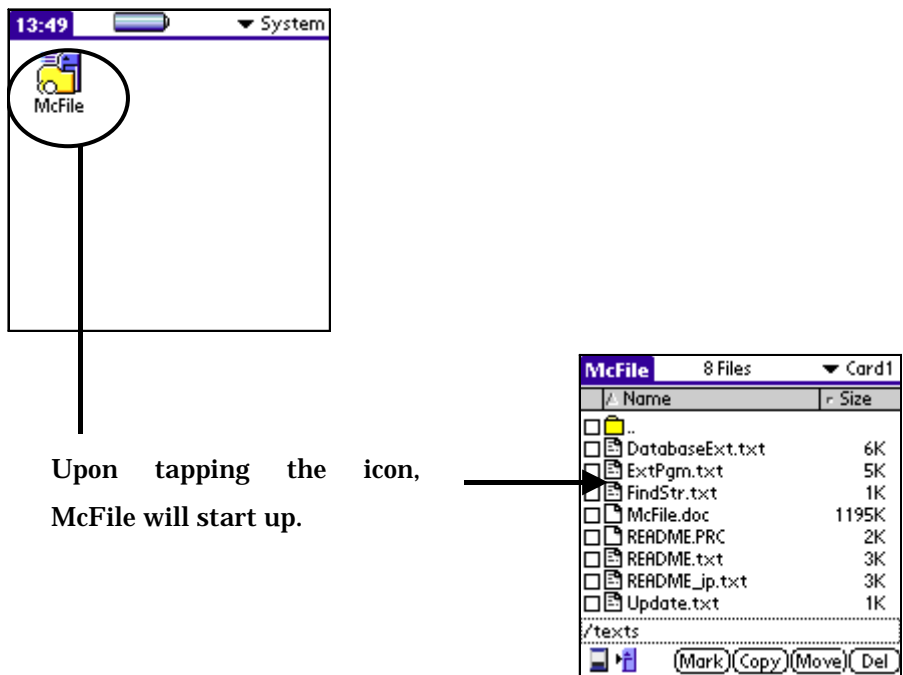 13:49 System
McFile
Upon tapping the icon,
McFile will start up.
McFile 8 Files Card1
Name Size
..
DatabaseExt.txt 6K
ExtPgm.txt 5K
FindStr.txt 1K
McFile.doc 1195K
README.PRC 2K
README.txt 3K
README_jp.txt 3K
Update.txt 1K
/texts
Mark Copy Move Del